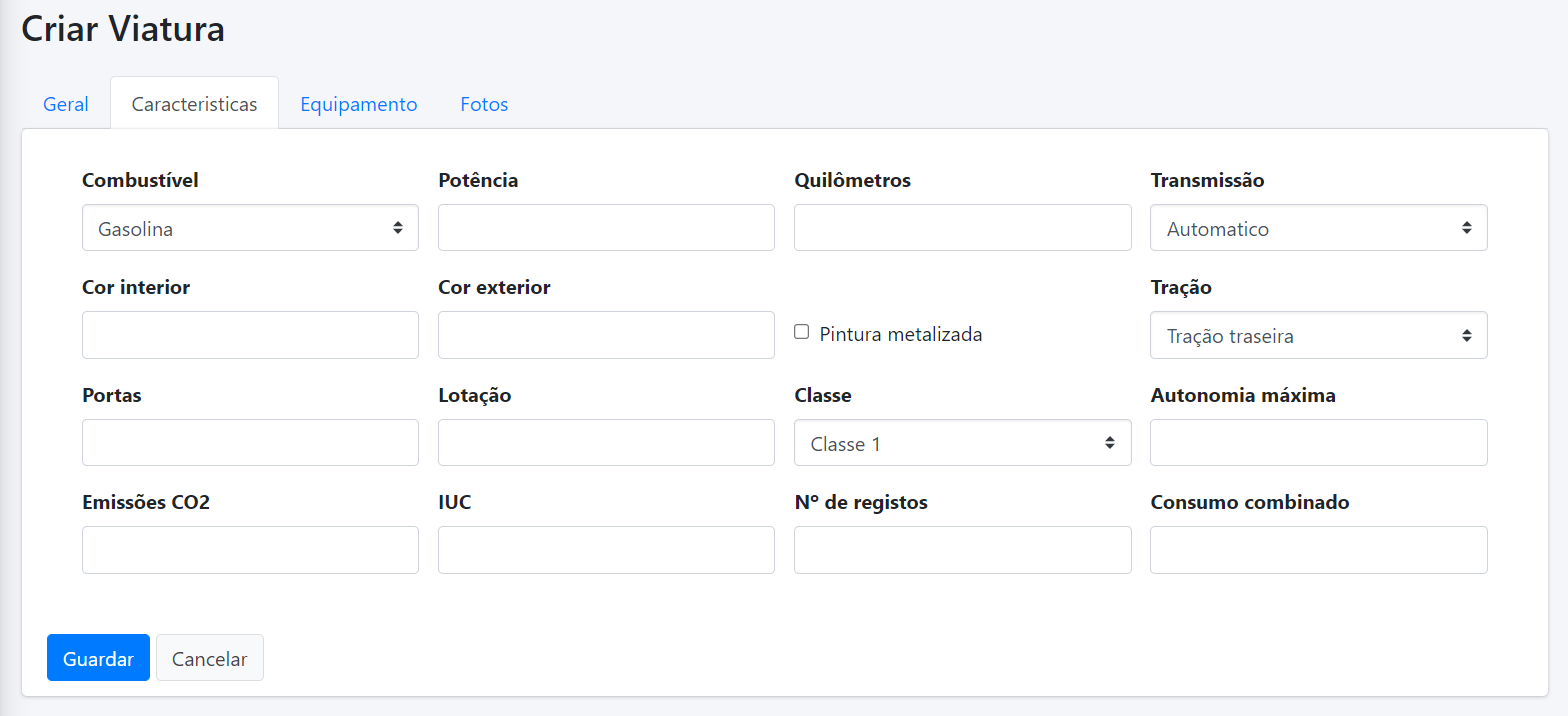 Criar Viatura
Geral Caracteristicas Equipamento Fotos
Combustível Potência Quilômetros Transmissão
Gasolina Automatico
Cor interior Cor exterior Tração
Pintura metalizada Tração traseira
Portas Lotação Classe Autonomia máxima
Classe 1
Emissões CO2 IUC Nº de registos Consumo combinado
Guardar Cancelar